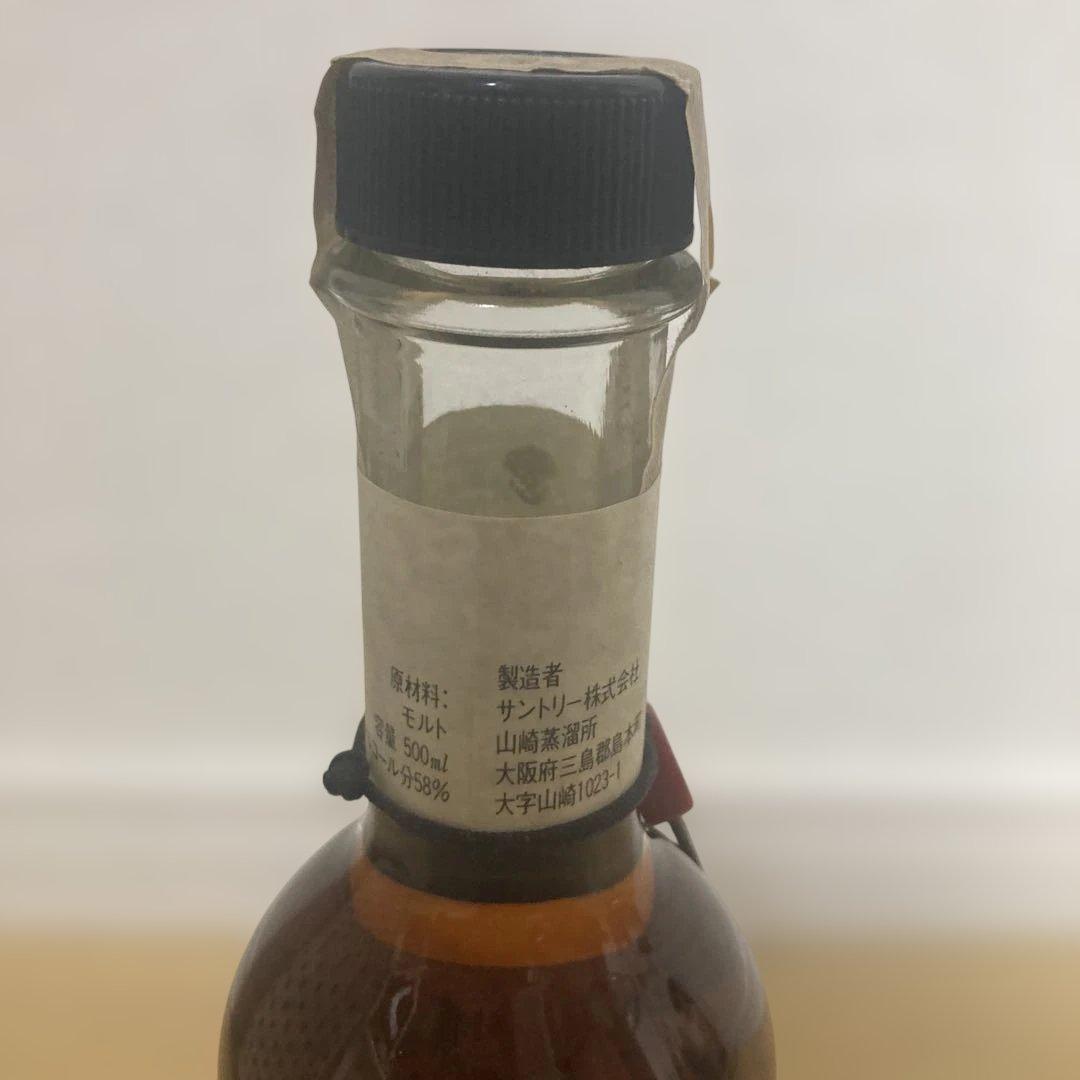 原材料:
モルト
容量 500ml
コール分58%
製造者
サントリー株式会社
山崎蒸溜所
大阪府三島郡島本
大字山崎1023-1